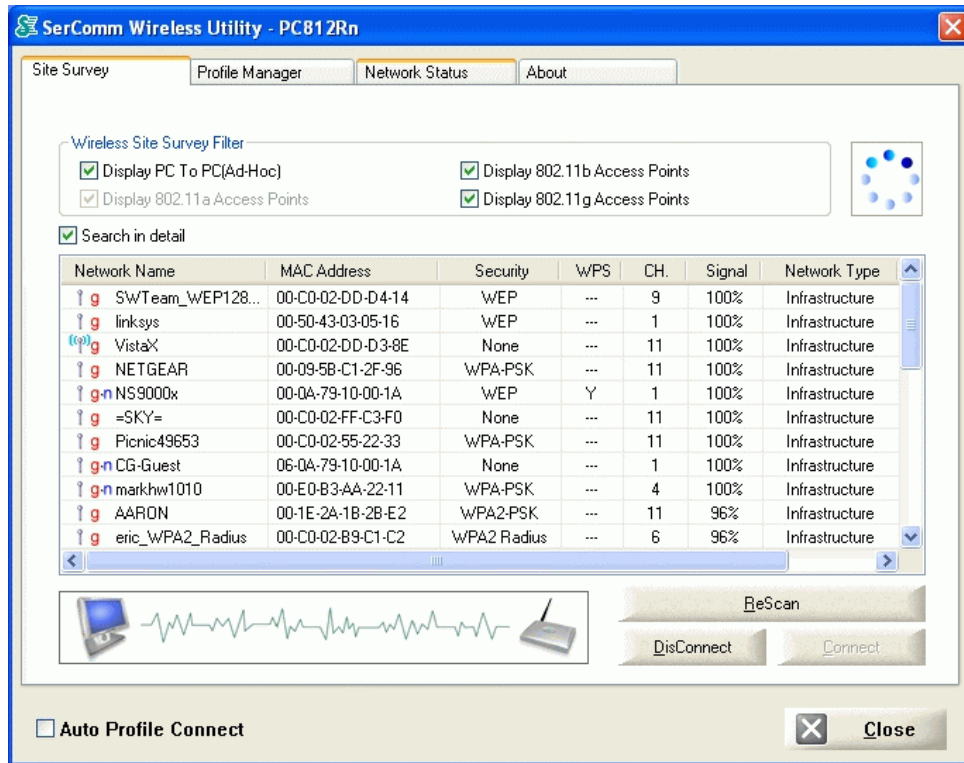 SerComm Wireless Utility - PC812Rn
Site Survey Profile Manager Network Status About
Wireless Site Survey Filter
Display PC To PC(Ad-Hoc) Display 802.11b Access Points
Display 802.11a Access Points Display 802.11g Access Points
Search in detail
Network Name MAC Address Security WPS CH. Signal Network Type
g SWTeam_WEP128... 00-C0-02-DD-D4-14 WEP --- 9 100% Infrastructure
g linksys 00-50-43-03-05-16 WEP --- 1 100% Infrastructure
g VistaX 00-C0-02-DD-D3-8E None --- 11 100% Infrastructure
g NETGEAR 00-09-5B-C1-2F-96 WPA-PSK --- 11 100% Infrastructure
g-n NS9000x 00-0A-79-10-00-1A WEP Y 1 100% Infrastructure
g =SKY= 00-C0-02-FF-C3-F0 None --- 11 100% Infrastructure
g Picnic49653 00-C0-02-55-22-33 WPA-PSK --- 11 100% Infrastructure
g-n CG-Guest 06-0A-79-10-00-1A None --- 1 100% Infrastructure
g-n markhw1010 00-E0-B3-AA-22-11 WPA-PSK --- 4 100% Infrastructure
g AARON 00-1E-2A-1B-2B-E2 WPA2-PSK --- 11 96% Infrastructure
g eric_WPA2_Radius 00-C0-02-B9-C1-C2 WPA2 Radius --- 6 96% Infrastructure
ReScan
DisConnect Connect
Auto Profile Connect Close